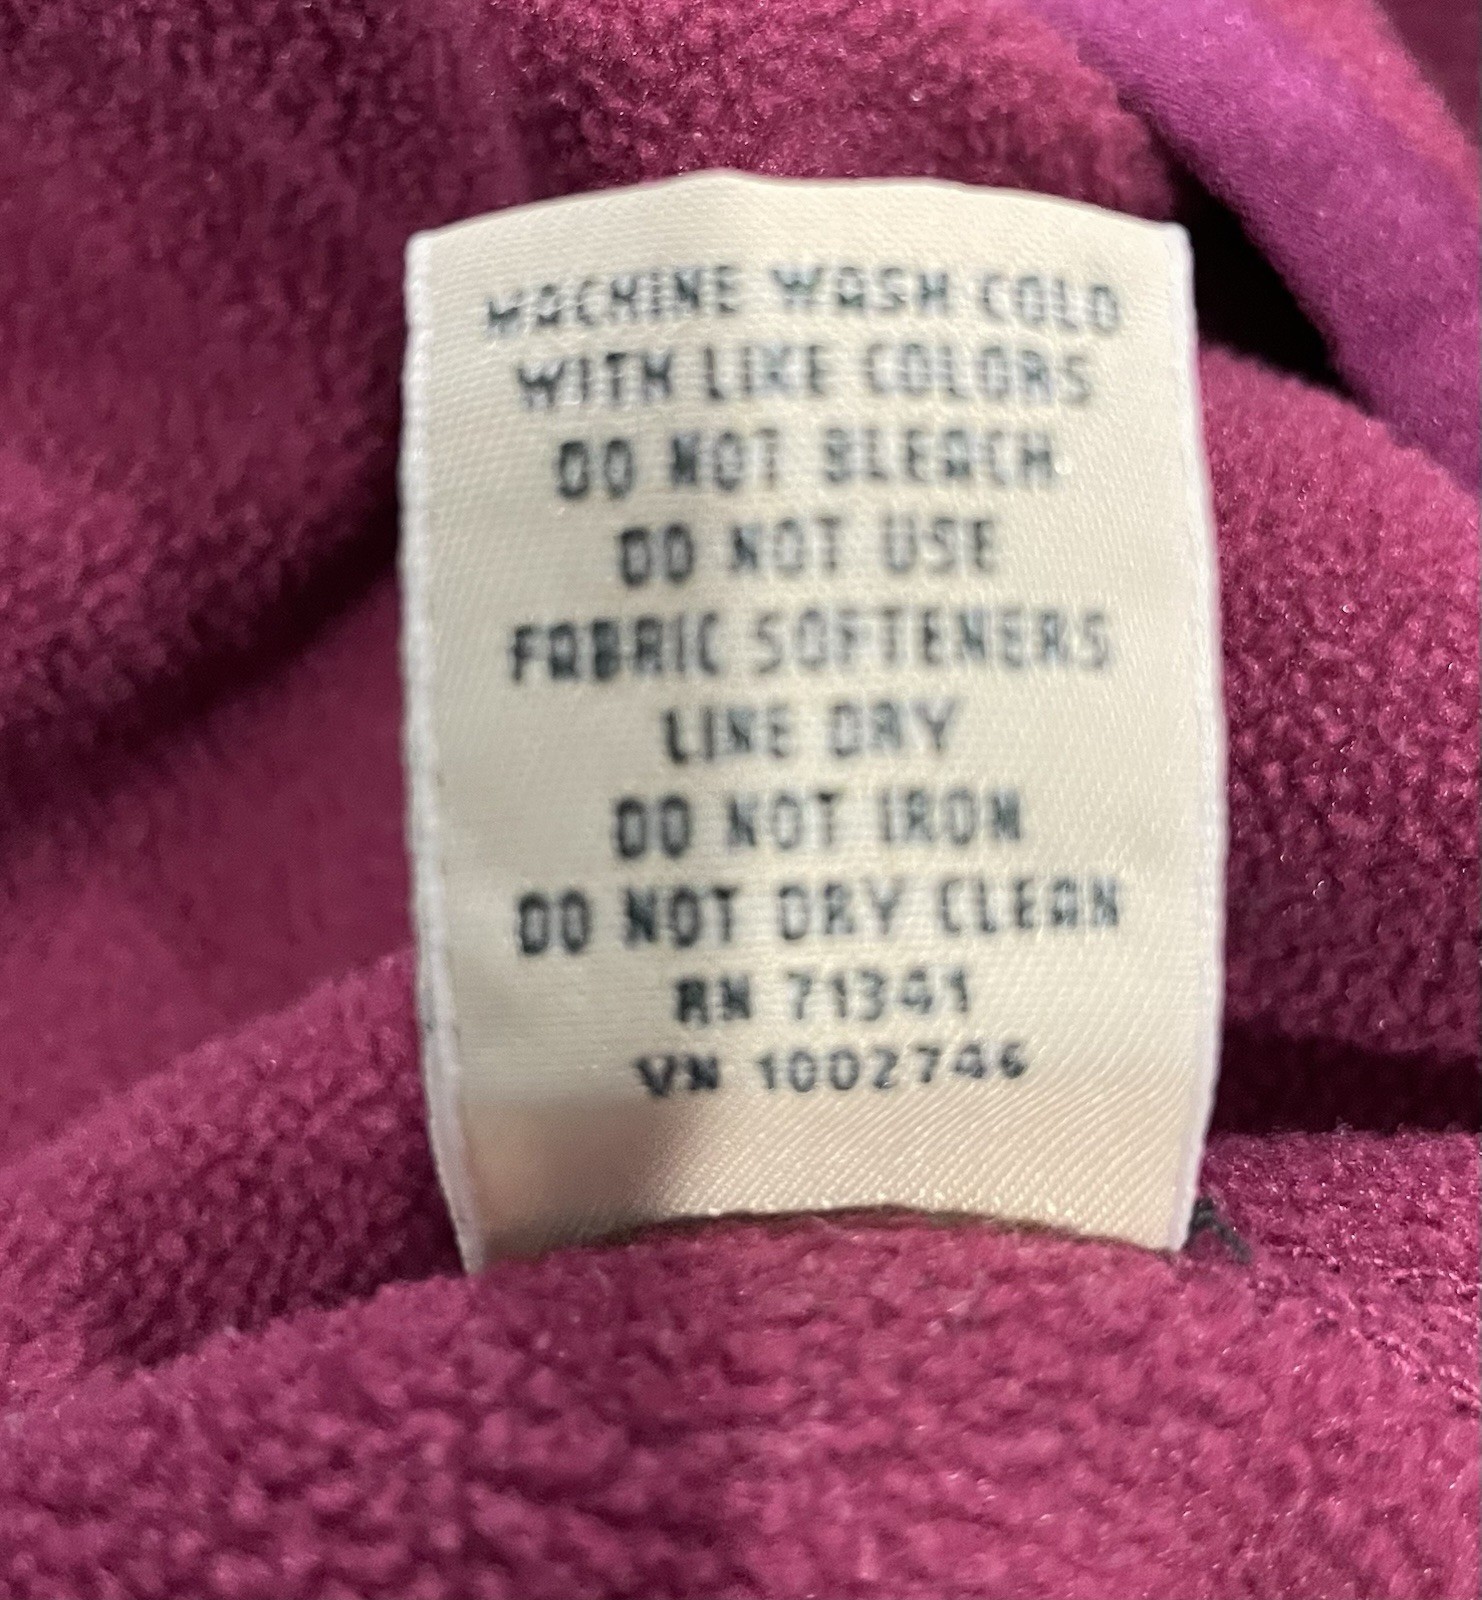 MACHINE WASH COLD
WITH LIKE COLORS
DO NOT BLEACH
DO NOT USE
FABRIC SOFTENERS
LINE DRY
DO NOT IRON
DO NOT DRY CLEAN
RN 71341
VN 1002746